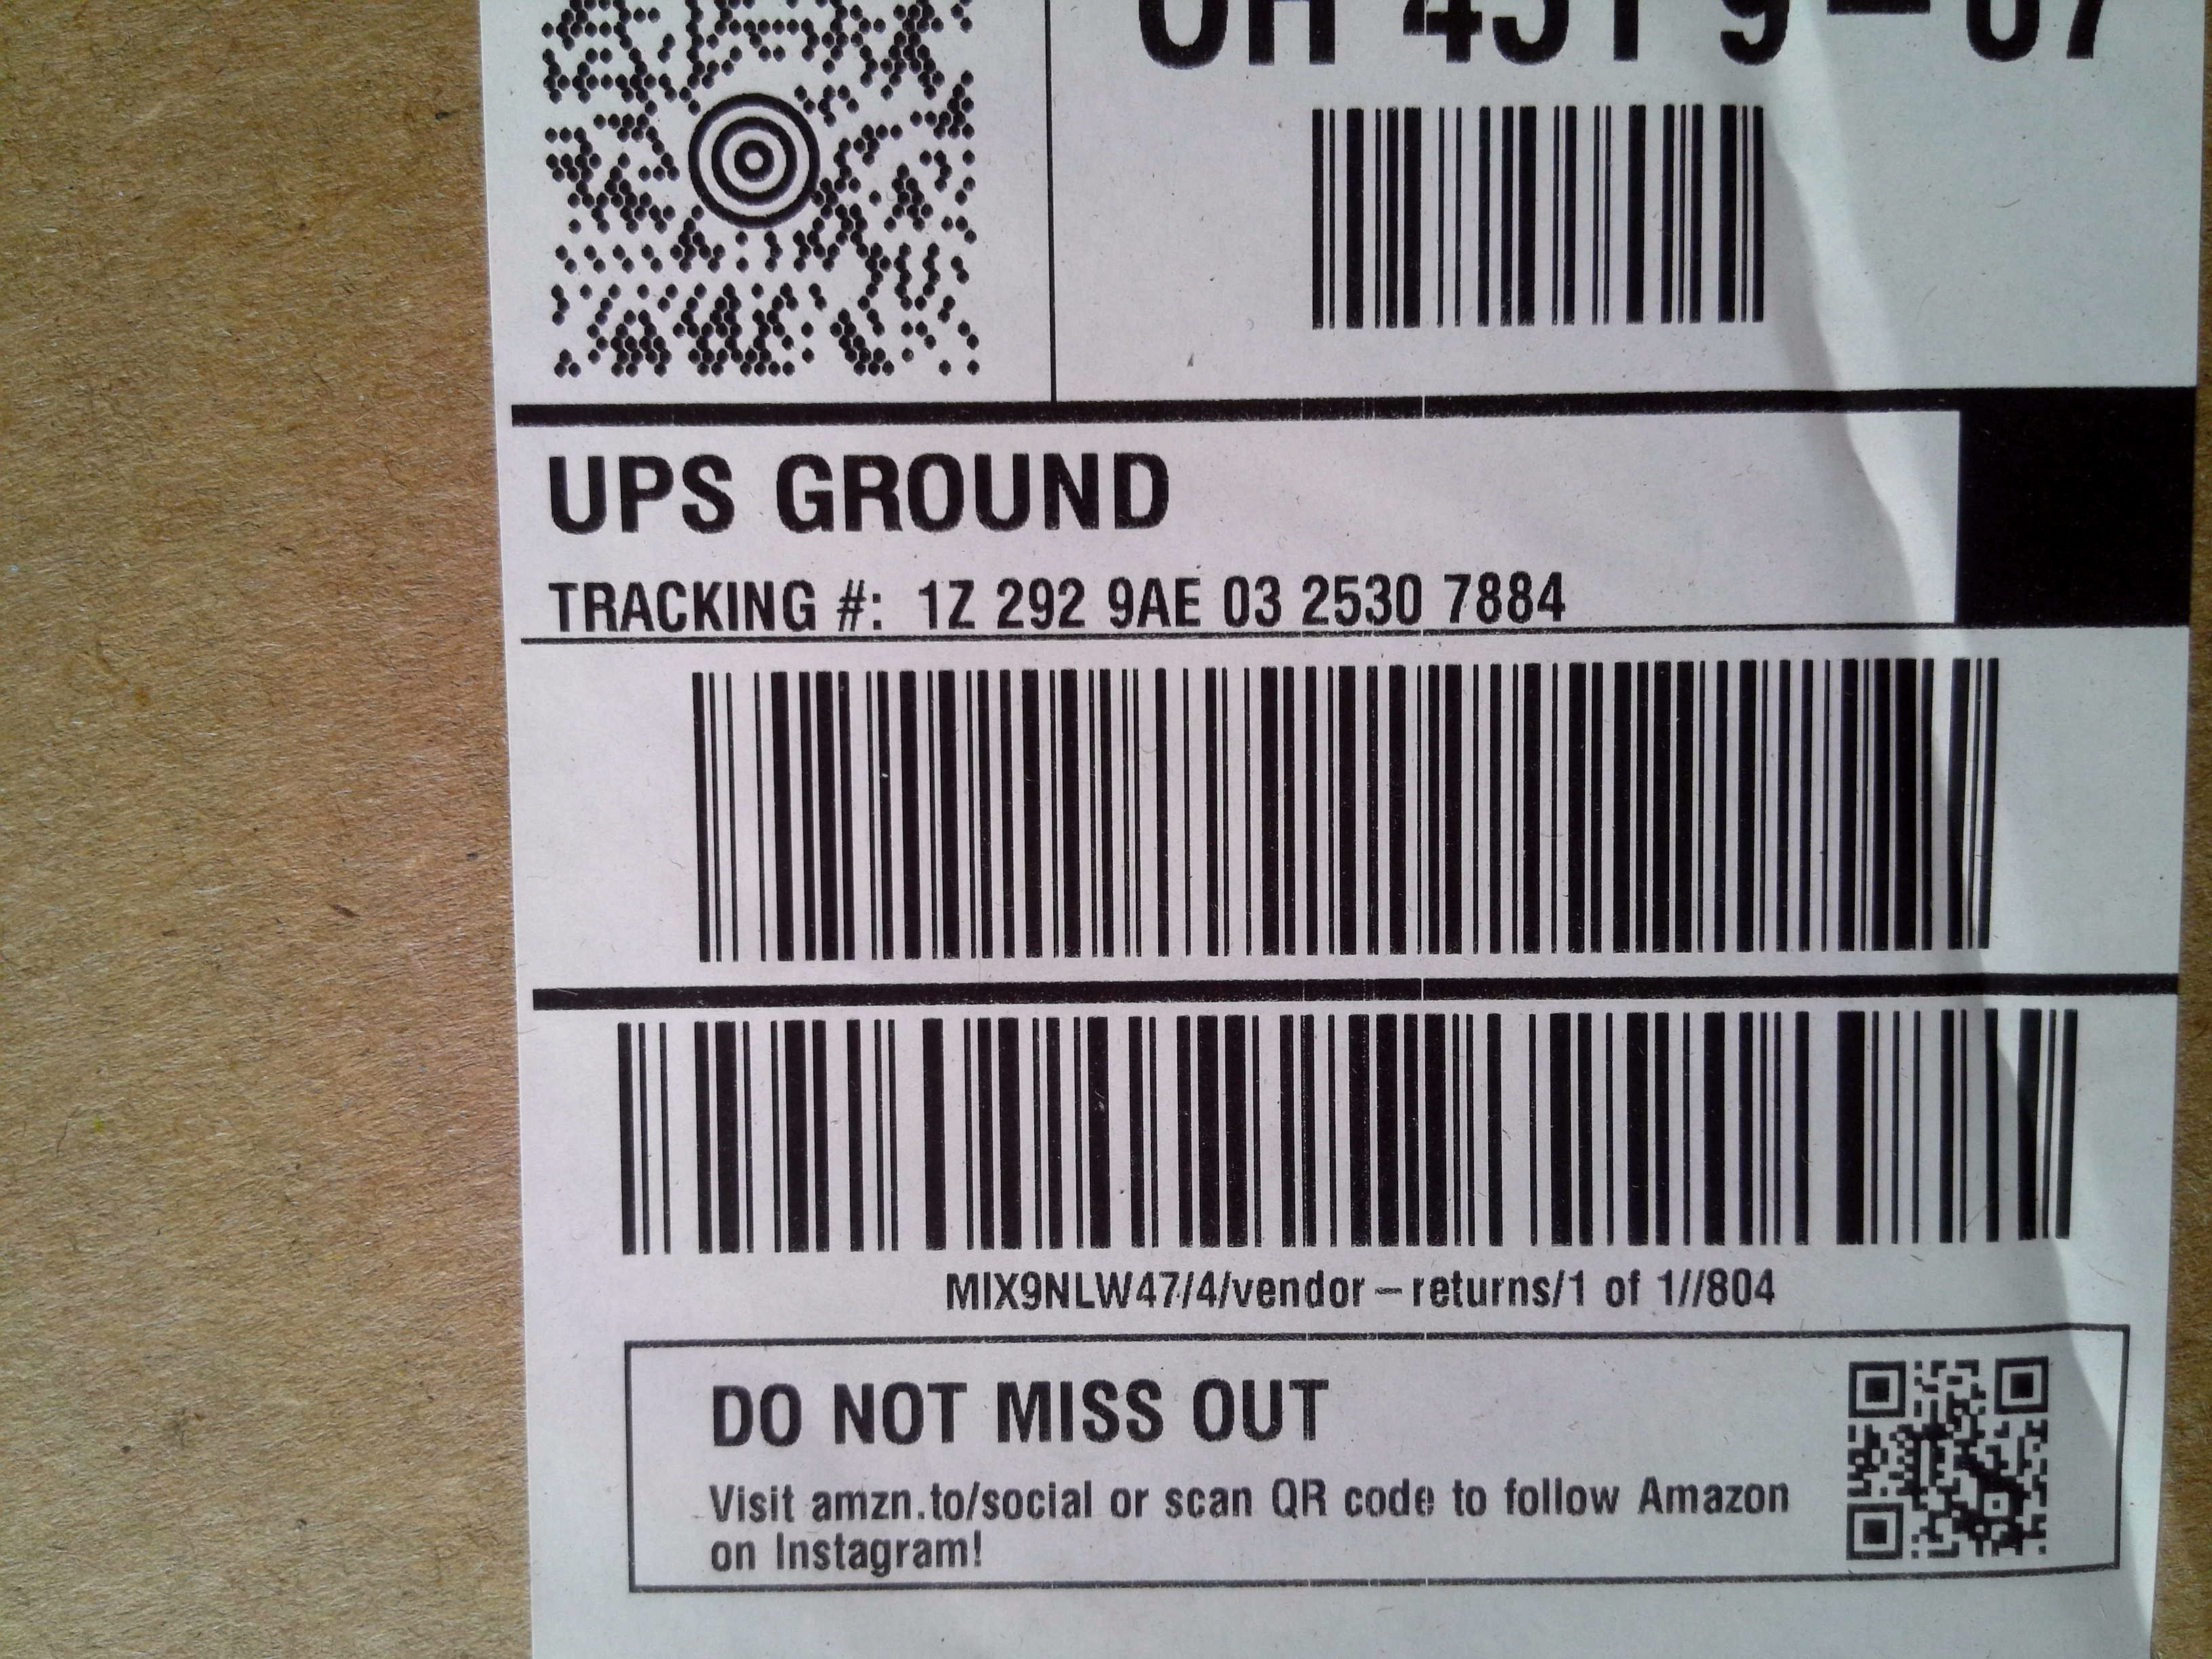 UPS GROUND
TRACKING #: 1Z 292 9AE 03 2530 7884
MIX9NLW47/4/vendor-returns/1 of 1//804
DO NOT MISS OUT
Visit amzn.to/social or scan QR code to follow Amazon
on Instagram!